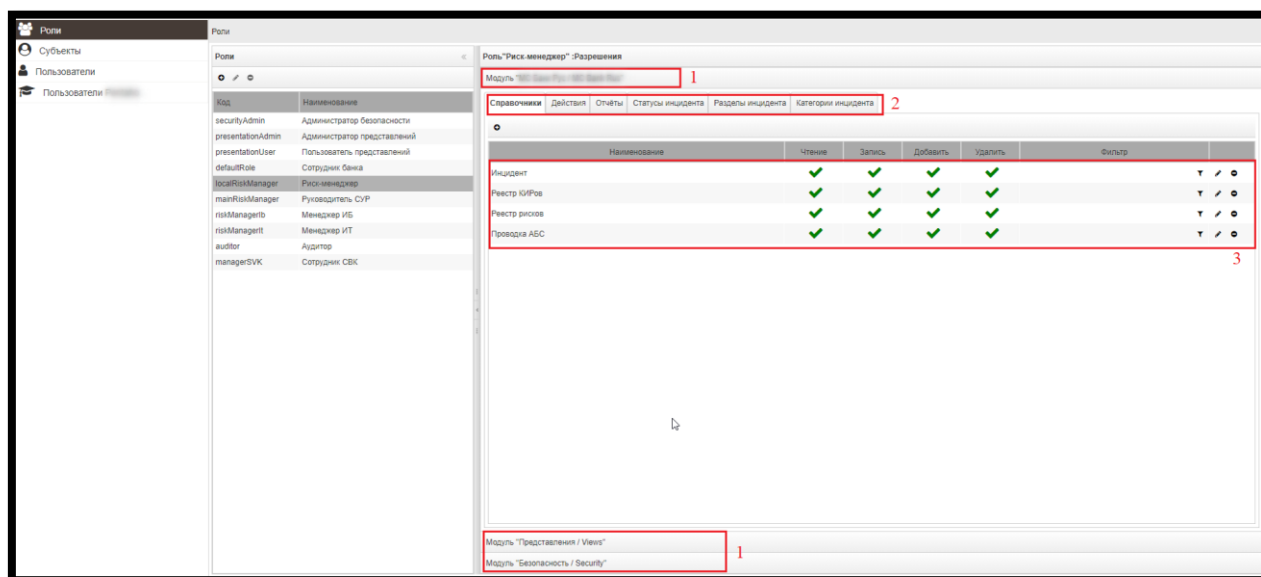 Роли
Субъекты
Пользователи
Пользователи
Роли
Роли
Код Наименование
securityAdmin Администратор безопасности
presentationAdmin Администратор представлений
presentationUser Пользователь представлений
defaultRole Сотрудник банка
localRiskManager Риск-менеджер
mainRiskManager Руководитель СУР
riskManagerIb Менеджер ИБ
riskManagerIt Менеджер ИТ
auditor Аудитор
managerSVK Сотрудник СВК
Роль"Риск-менеджер" :Разрешения
Модуль " 1
Справочники Действия Отчёты Статусы инцидента Разделы инцидента Категории инцидента 2
Наименование Чтение Запись Добавить Удалить Фильтр
Инцидент
Реестр КИРов
Реестр рисков
Проводка АБС
3
Модуль "Представления / Views"
1
Модуль "Безопасность / Security"